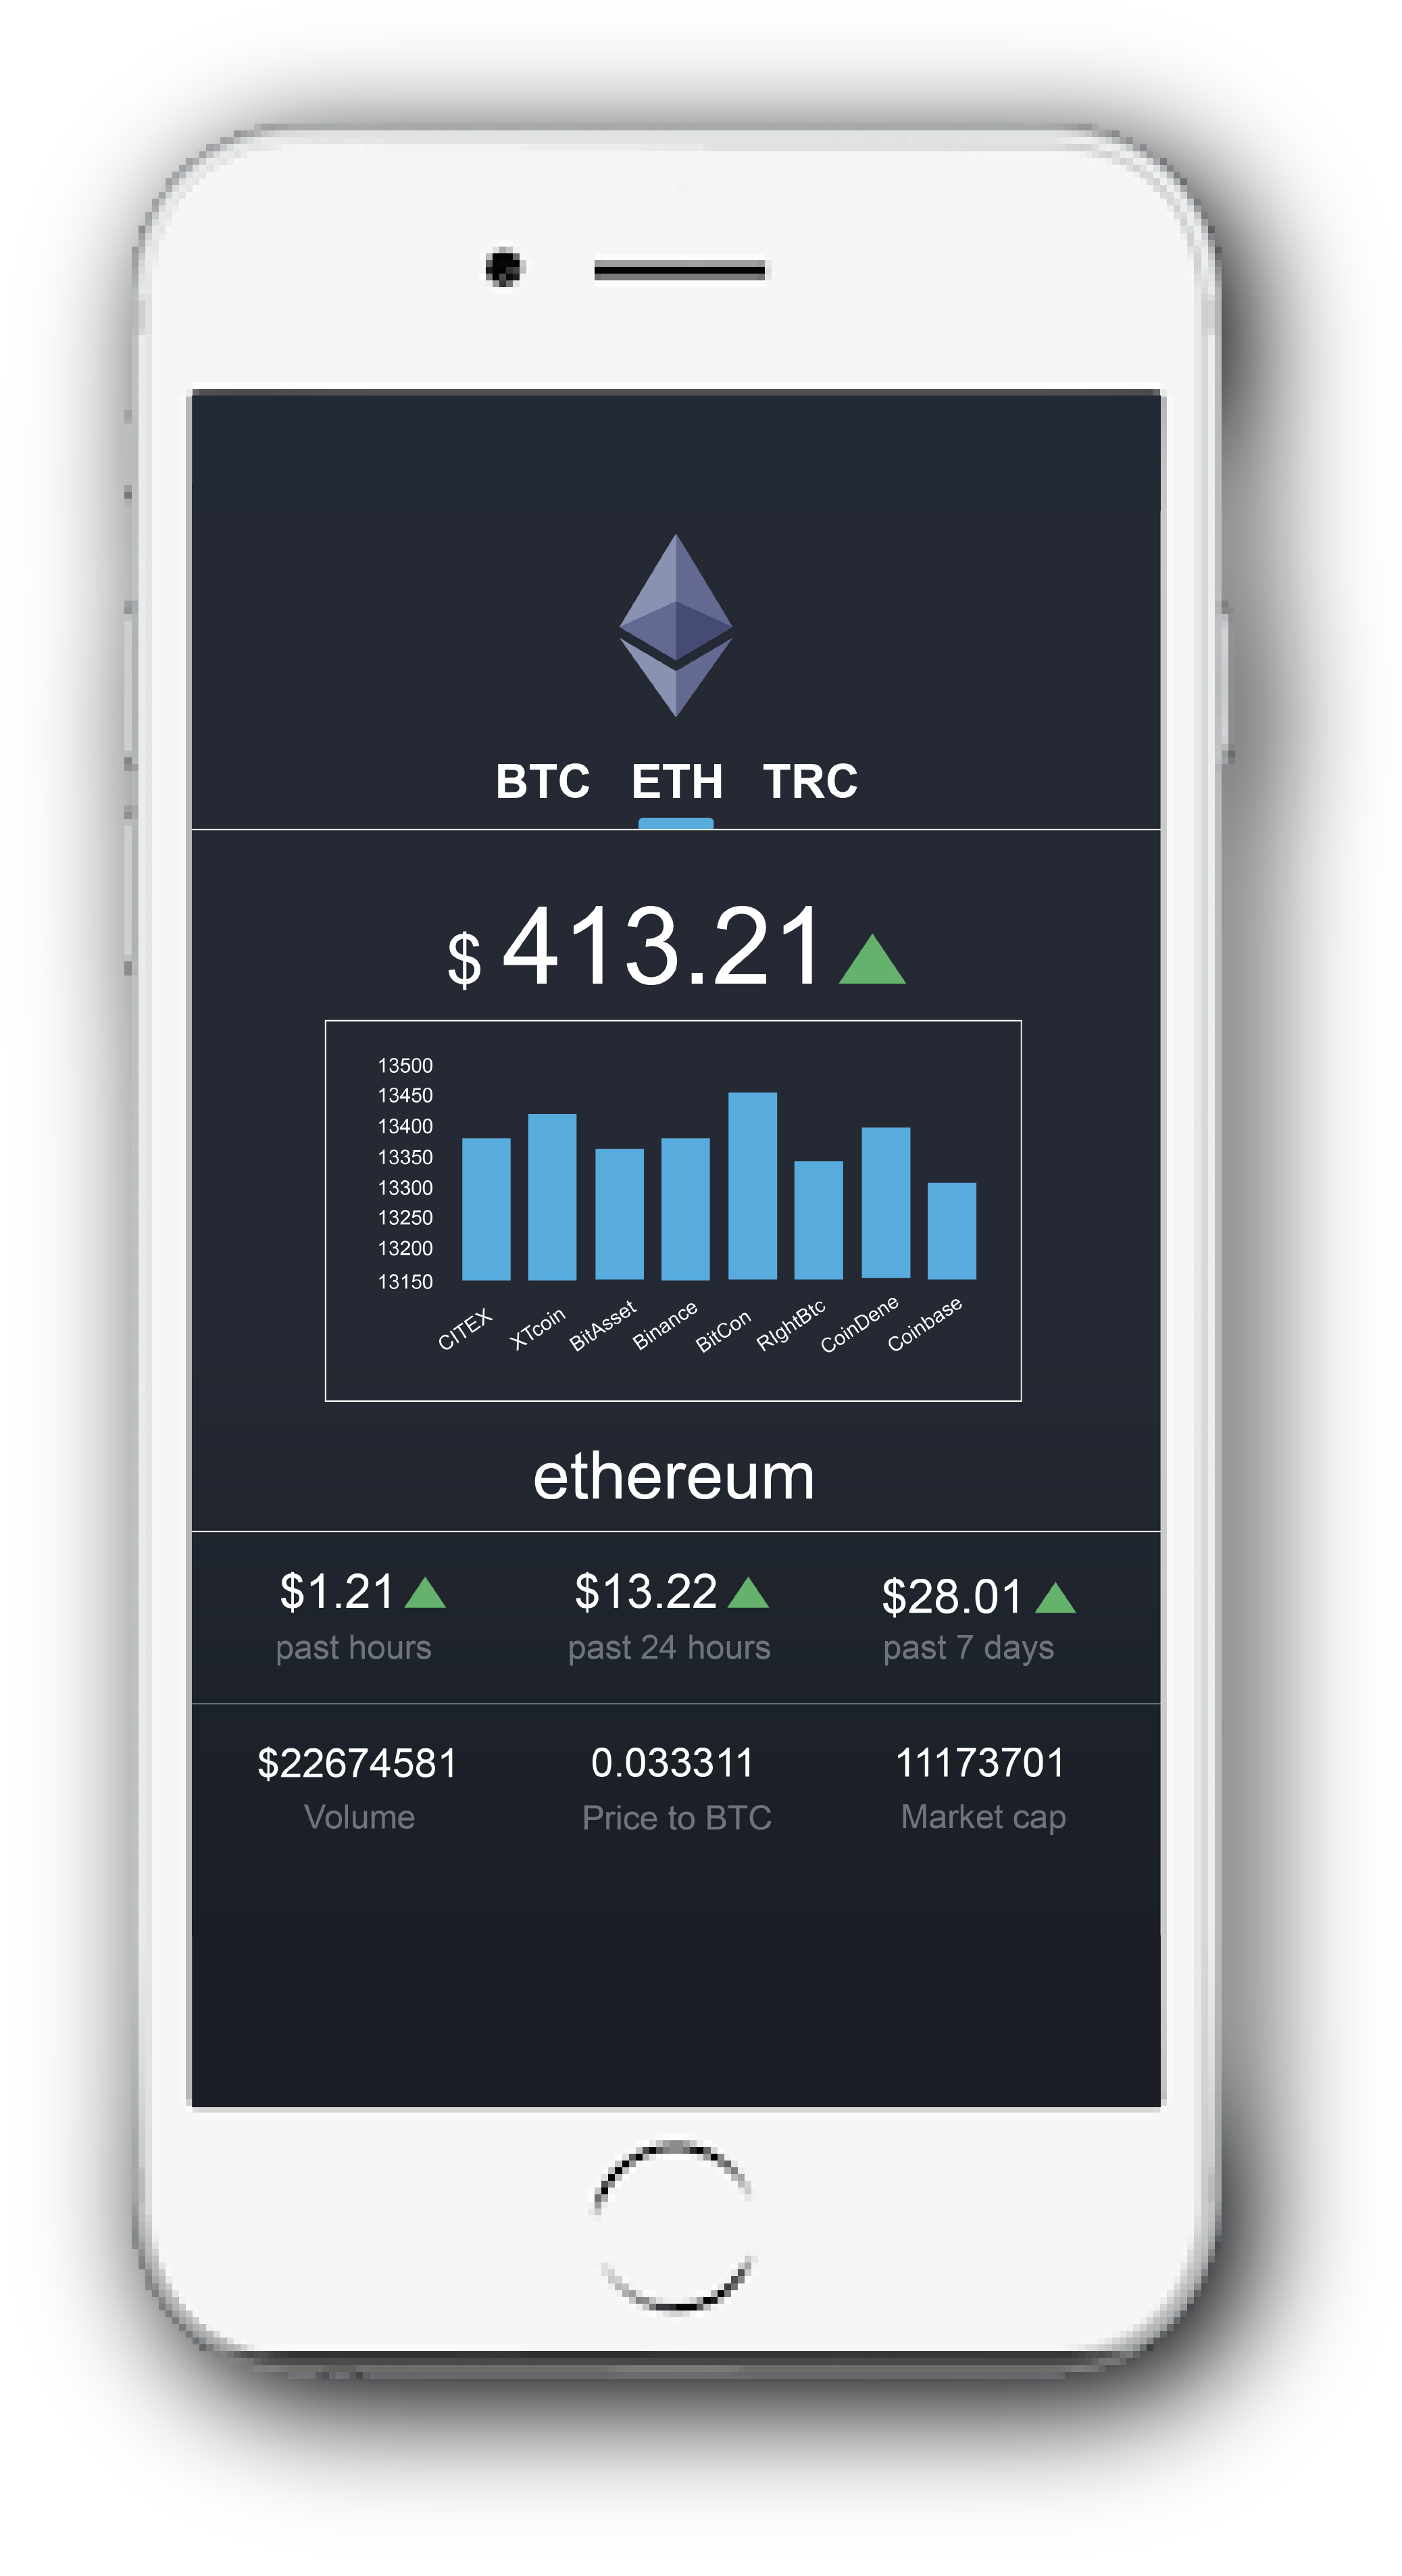 BTC ETH TRC
$ 413.21
13500
13450
13400
13350
13300
13250
13200
13150
CITEX XTcoin BitAsset Binance BitCon RIghtBtc CoinDene Coinbase
ethereum
$1.21 $13.22 $28.01
past hours past 24 hours past 7 days
$22674581 0.033311 11173701
Volume Price to BTC Market cap